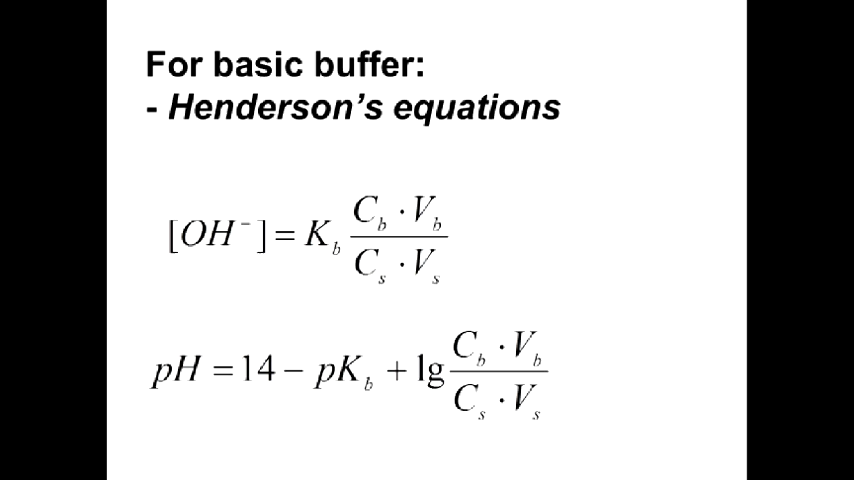 For basic buffer:
- Henderson's equations
[OH⁻] = K_b (C_b · V_b) / (C_s · V_s)
pH = 14 − pK_b + lg (C_b · V_b) / (C_s · V_s)